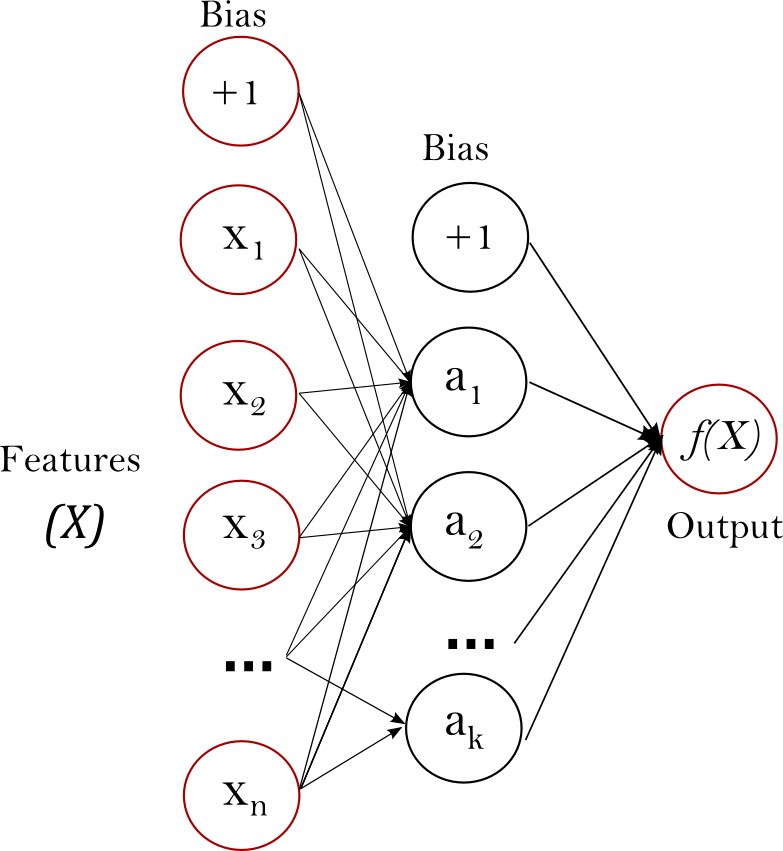 Bias
+1
x₁
x₂
x₃
...
xₙ
Features
(X)
Bias
+1
a₁
a₂
...
aₖ
f(X)
Output